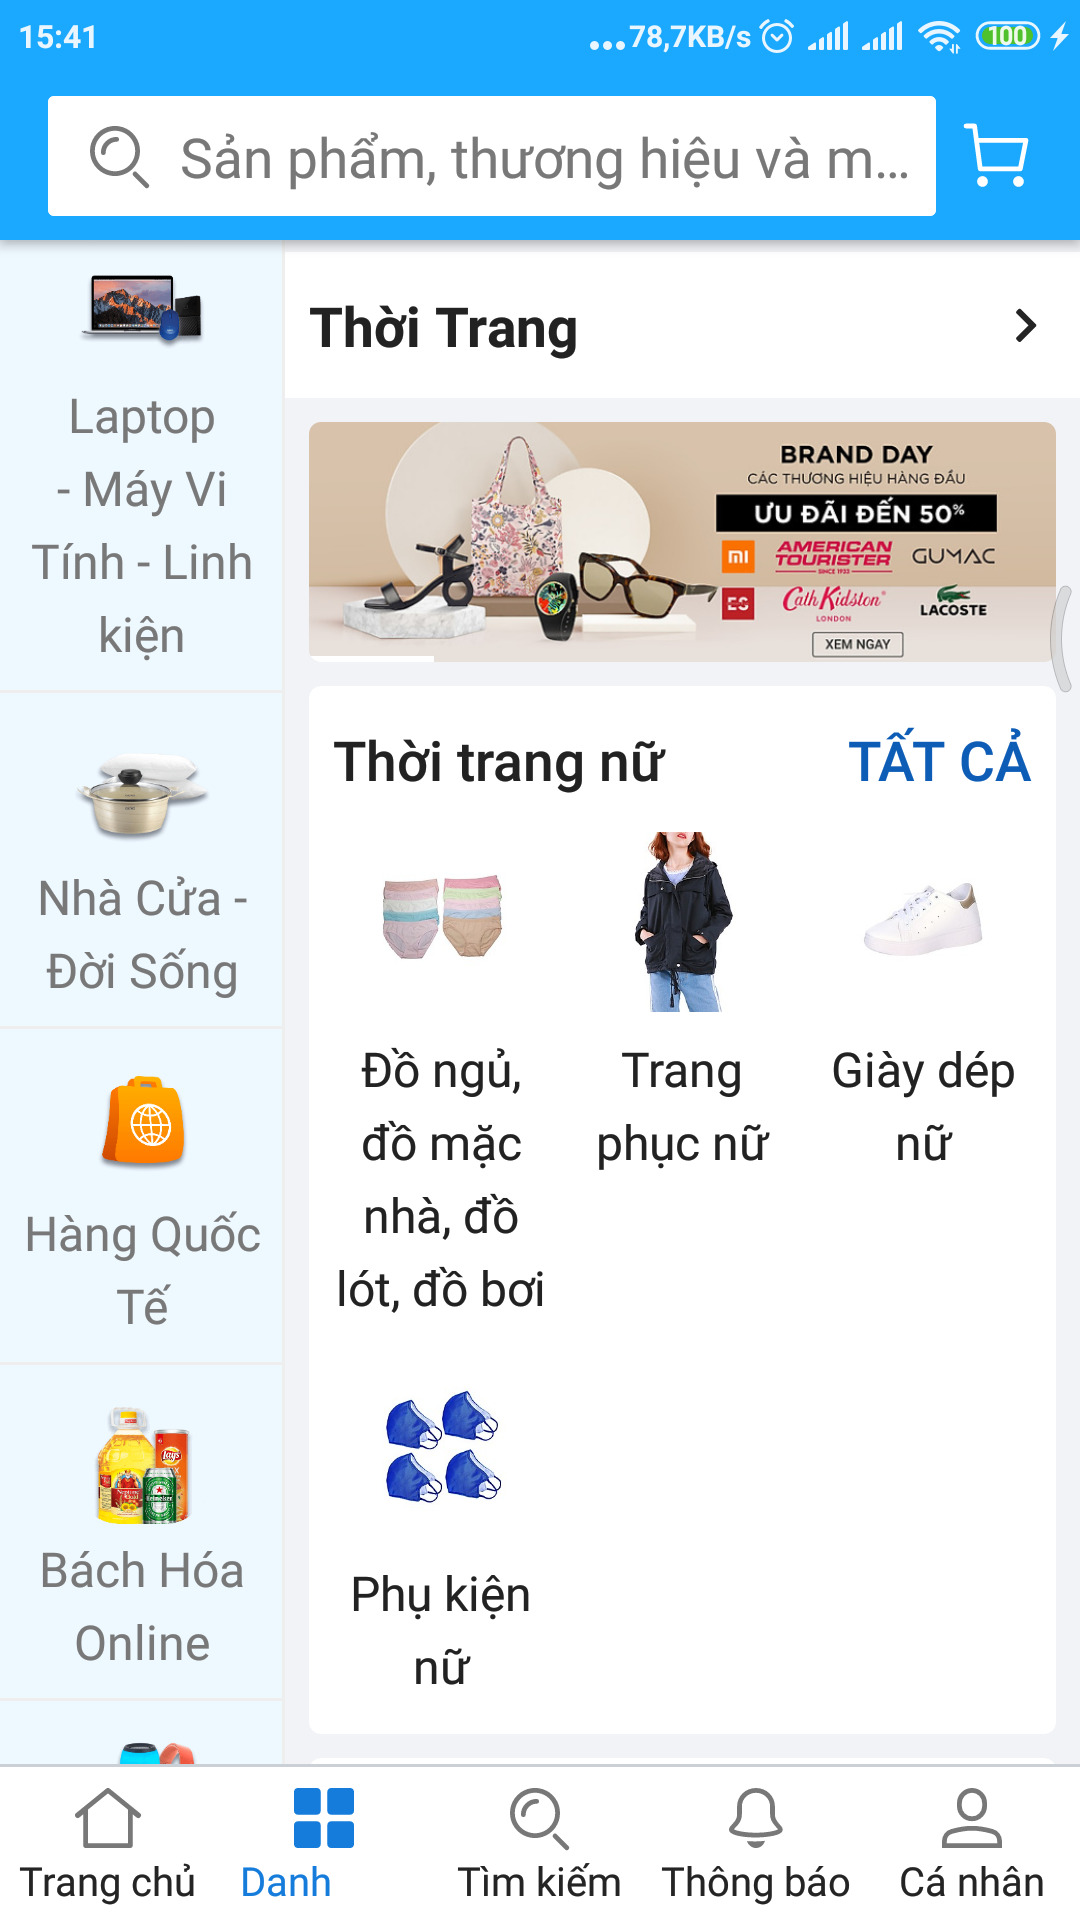 15:41
...78,7KB/s
100
Sản phẩm, thương hiệu và m...
Laptop
- Máy Vi
Tính - Linh
kiện
Nhà Cửa -
Đời Sống
Hàng Quốc
Tế
Bách Hóa
Online
Thời Trang
BRAND DAY
CÁC THƯƠNG HIỆU HÀNG ĐẦU
ƯU ĐÃI ĐẾN 50%
mi
AMERICAN
TOURISTER
SINCE 1933
GUMAC
ES
Cath Kidston
LONDON
LACOSTE
XEM NGAY
Thời trang nữ
TẤT CẢ
Đồ ngủ,
đồ mặc
nhà, đồ
lót, đồ bơi
Trang
phục nữ
Giày dép
nữ
Phụ kiện
nữ
Trang chủ
Danh
Tìm kiếm
Thông báo
Cá nhân